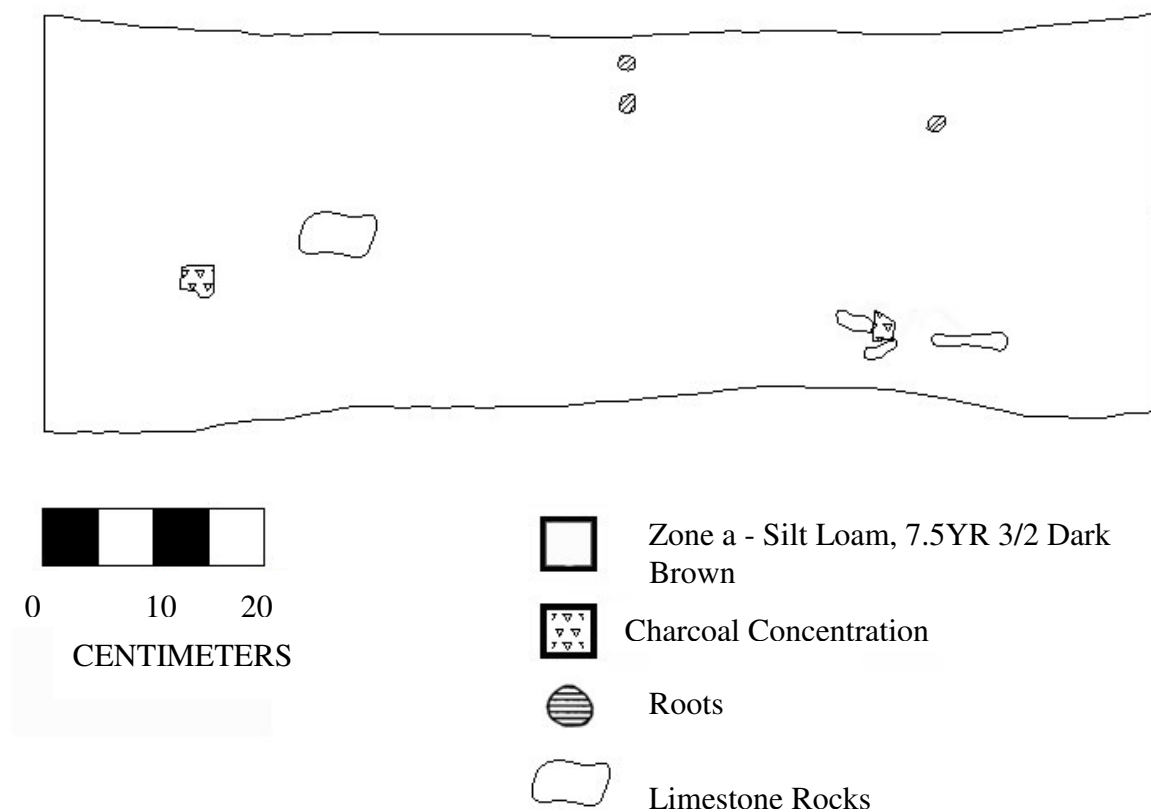 0 10 20
CENTIMETERS
Zone a - Silt Loam, 7.5YR 3/2 Dark
Brown
Charcoal Concentration
Roots
Limestone Rocks